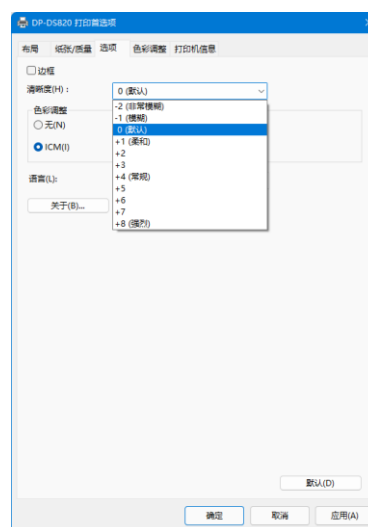 DP-DS820 打印首选项
布局 纸张/质量 选项 色彩调整 打印机信息
边框
清晰度(H)： 0 (默认)
-2 (非常模糊)
-1 (模糊)
0 (默认)
+1 (柔和)
+2
+3
+4 (常规)
+5
+6
+7
+8 (强烈)
色彩调整
无(N)
ICM(I)
语言(L):
关于(B)...
默认(D)
确定 取消 应用(A)